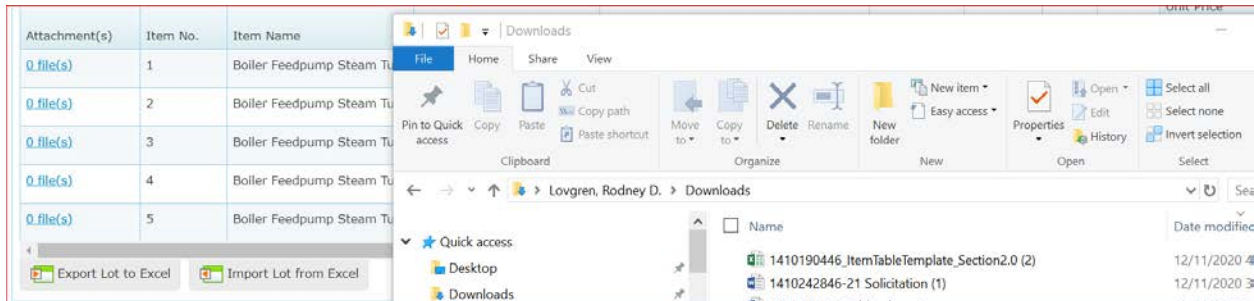 Unit Price
Attachment(s) Item No. Item Name
0 file(s) 1 Boiler Feedpump Steam Tu
0 file(s) 2 Boiler Feedpump Steam Tu
0 file(s) 3 Boiler Feedpump Steam Tu
0 file(s) 4 Boiler Feedpump Steam Tu
0 file(s) 5 Boiler Feedpump Steam Tu
Export Lot to Excel Import Lot from Excel
Downloads
File Home Share View
Pin to Quick access
Copy
Paste
Cut
Copy path
Paste shortcut
Clipboard
Move to
Copy to
Delete
Rename
Organize
New folder
New item
Easy access
New
Properties
Open
Edit
History
Open
Select all
Select none
Invert selection
Select
Lovgren, Rodney D. > Downloads
Sea
Name Date modified
Quick access
Desktop
Downloads
1410190446_ItemTableTemplate_Section2.0 (2) 12/11/2020 4
1410242846-21 Solicitation (1) 12/11/2020 3